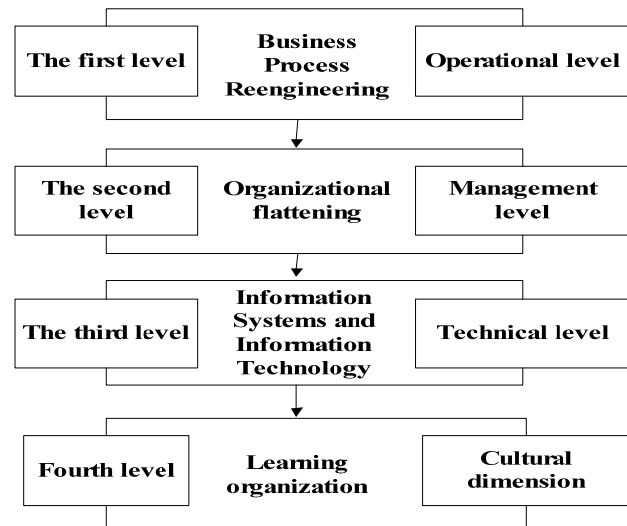 The first level
Business
Process
Reengineering
Operational level
The second
level
Organizational
flattening
Management
level
The third level
Information
Systems and
Information
Technology
Technical level
Fourth level
Learning
organization
Cultural
dimension